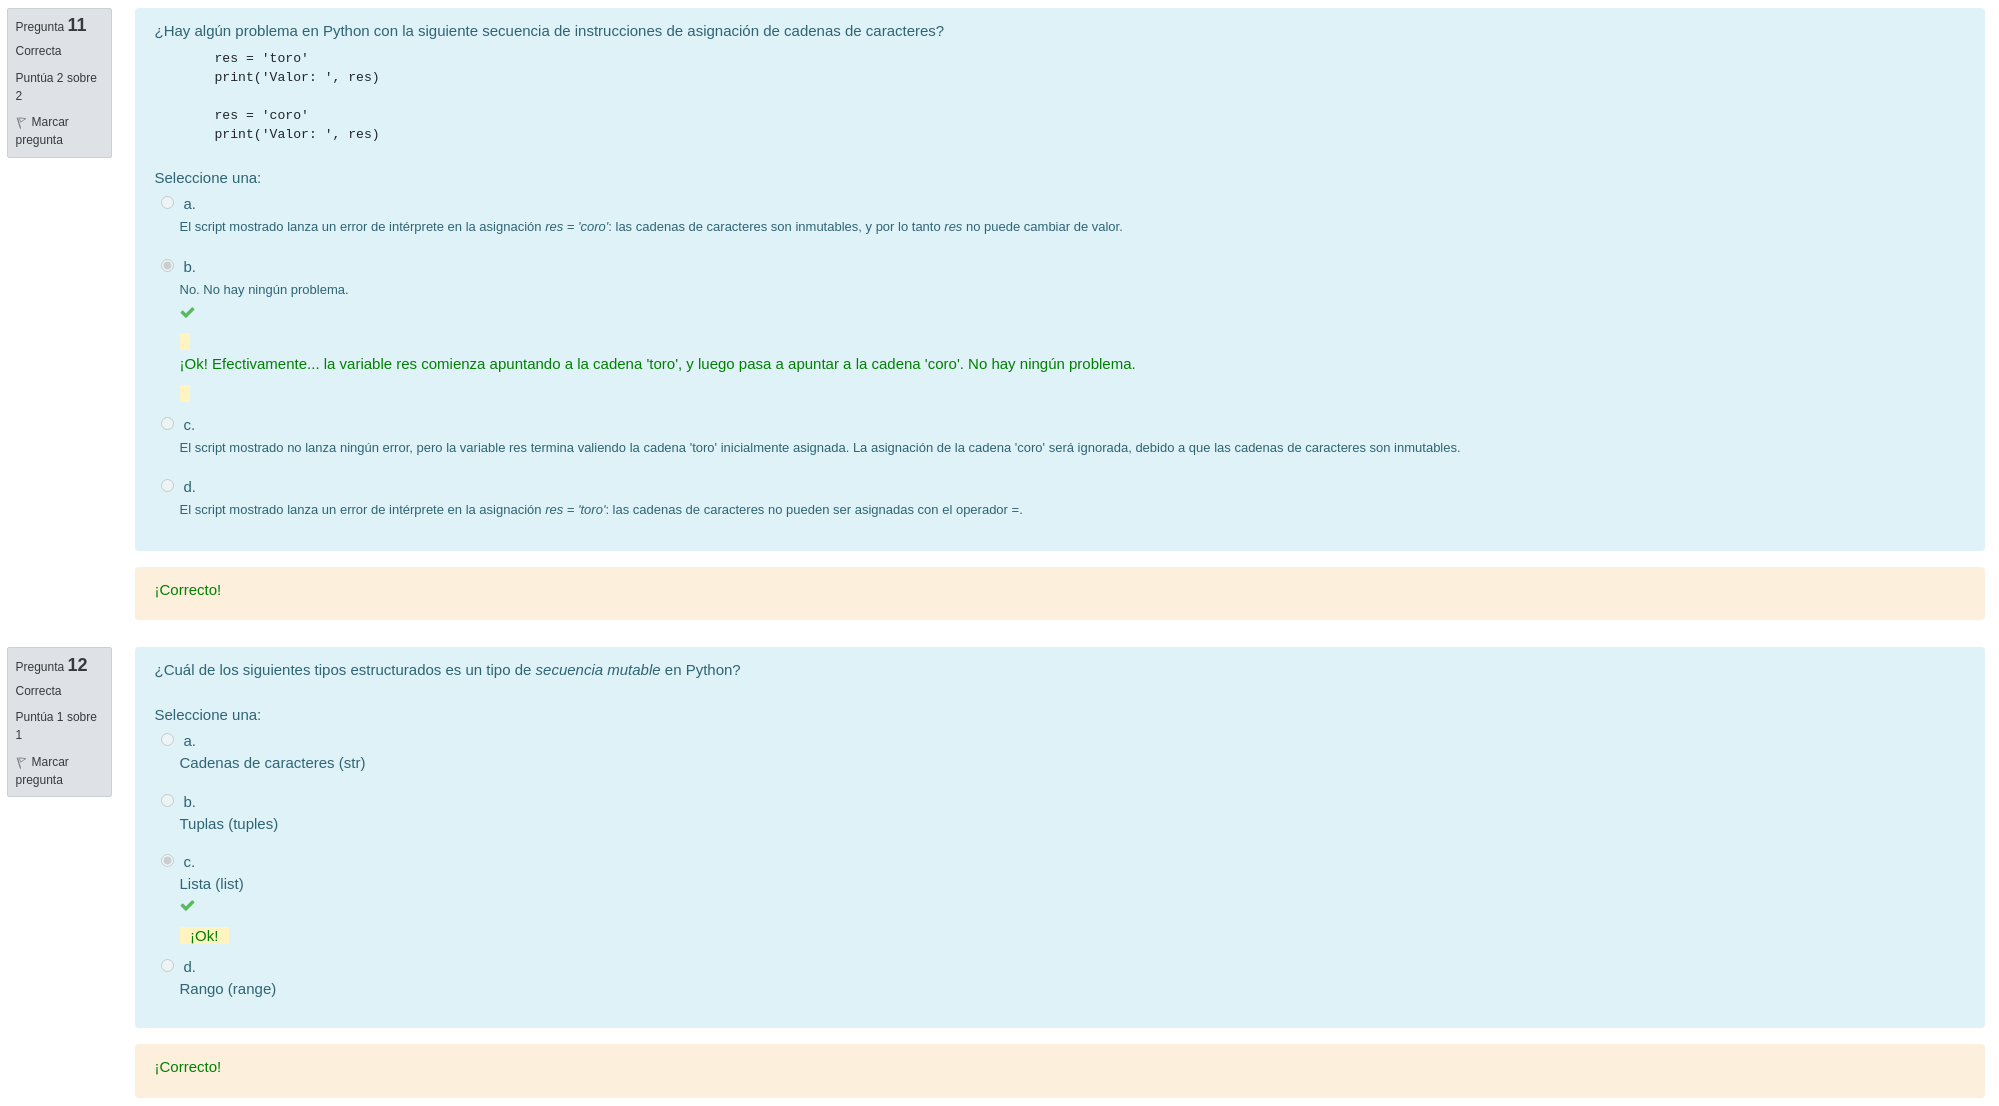 Pregunta 11
Correcta
Puntúa 2 sobre
2
Marcar
pregunta
¿Hay algún problema en Python con la siguiente secuencia de instrucciones de asignación de cadenas de caracteres?
res = 'toro'
print('Valor: ', res)
res = 'coro'
print('Valor: ', res)
Seleccione una:
a.
El script mostrado lanza un error de intérprete en la asignación res = 'coro': las cadenas de caracteres son inmutables, y por lo tanto res no puede cambiar de valor.
b.
No. No hay ningún problema.
¡Ok! Efectivamente... la variable res comienza apuntando a la cadena 'toro', y luego pasa a apuntar a la cadena 'coro'. No hay ningún problema.
c.
El script mostrado no lanza ningún error, pero la variable res termina valiendo la cadena 'toro' inicialmente asignada. La asignación de la cadena 'coro' será ignorada, debido a que las cadenas de caracteres son inmutables.
d.
El script mostrado lanza un error de intérprete en la asignación res = 'toro': las cadenas de caracteres no pueden ser asignadas con el operador =.
¡Correcto!
Pregunta 12
Correcta
Puntúa 1 sobre
1
Marcar
pregunta
¿Cuál de los siguientes tipos estructurados es un tipo de secuencia mutable en Python?
Seleccione una:
a.
Cadenas de caracteres (str)
b.
Tuplas (tuples)
c.
Lista (list)
¡Ok!
d.
Rango (range)
¡Correcto!